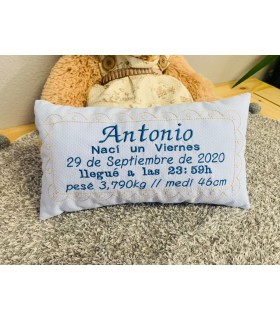 Antonio
Nací un Viernes
29 de Septiembre de 2020
llegué a las 23:59h
pesé 3,790kg // medí 46cm